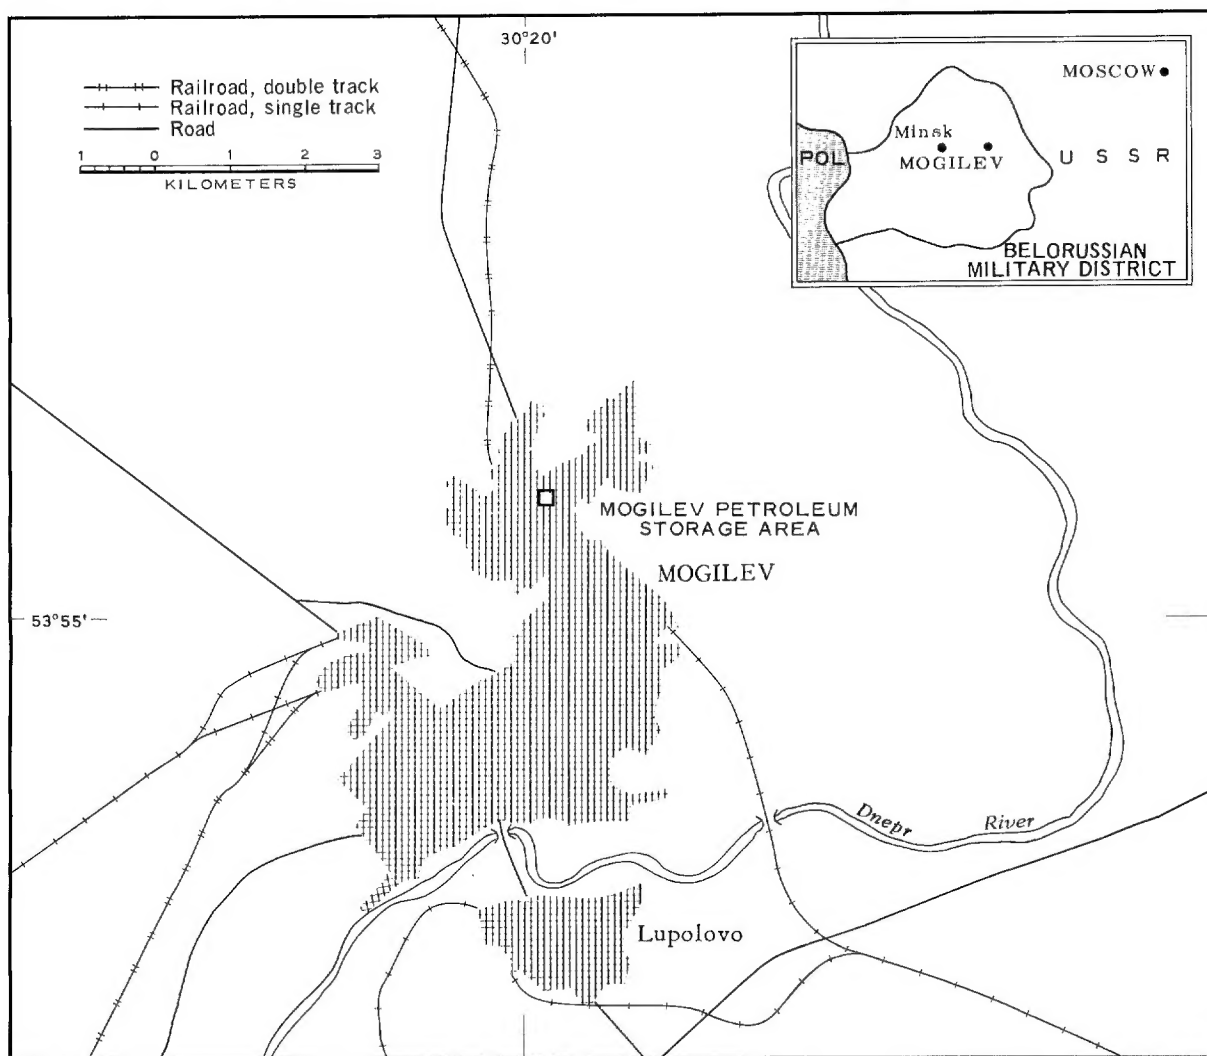 30°20'
Railroad, double track
Railroad, single track
Road
1 0 1 2 3
KILOMETERS
MOSCOW
Minsk
POL
MOGILEV
U S S R
BELORUSSIAN
MILITARY DISTRICT
MOGILEV PETROLEUM
STORAGE AREA
MOGILEV
53°55'
Dnepr River
Lupolovo